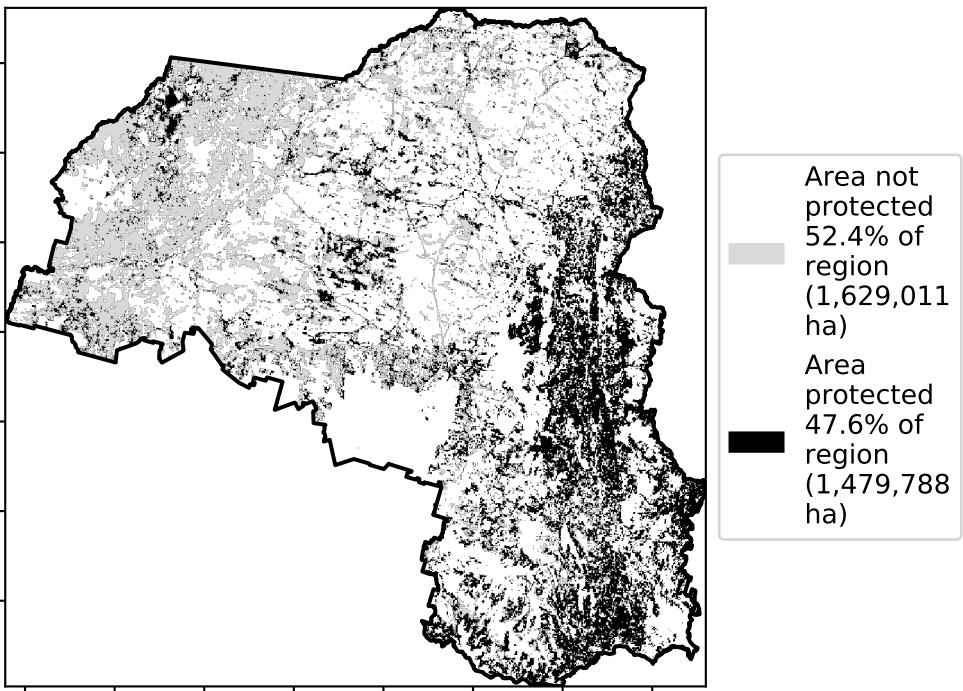 Area not
protected
52.4% of
region
(1,629,011
ha)
Area
protected
47.6% of
region
(1,479,788
ha)